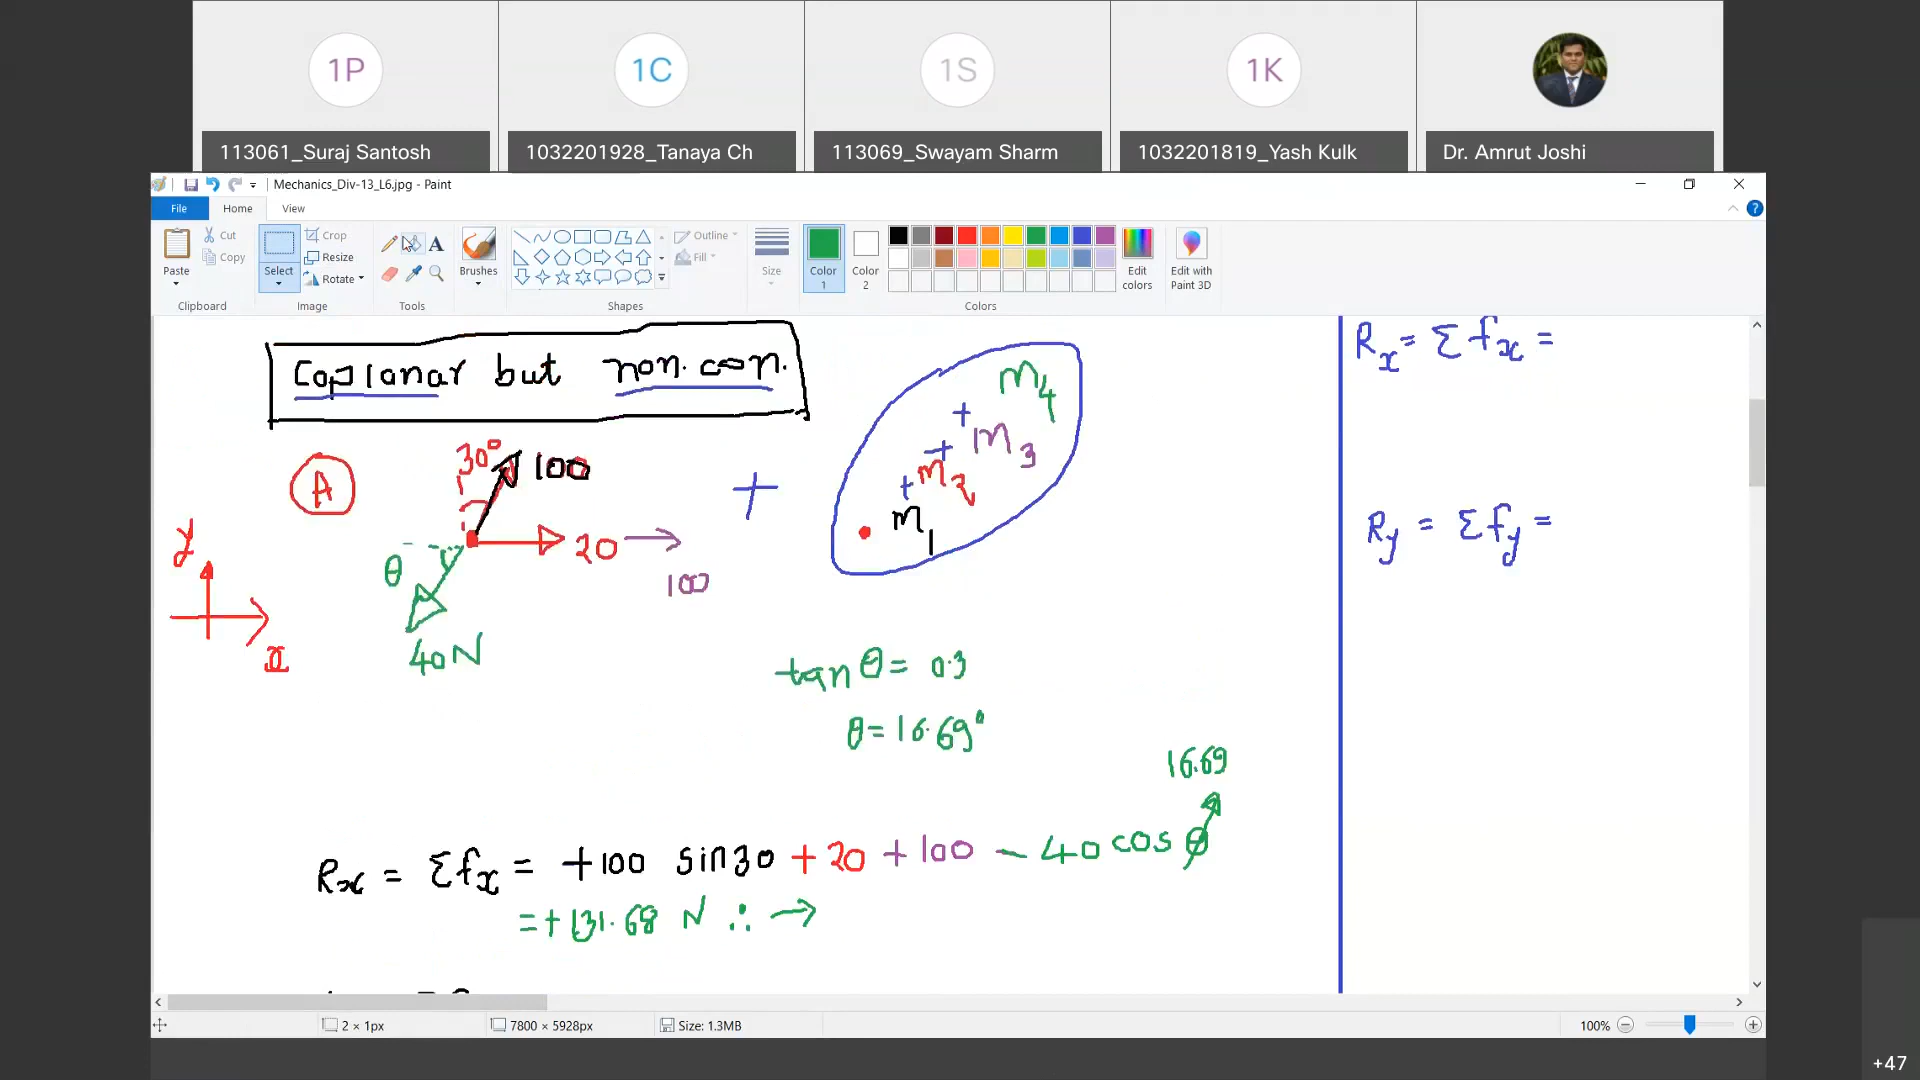 1P
1C
1S
1K
113061_Suraj Santosh
1032201928_Tanaya Ch
113069_Swayam Sharm
1032201819_Yash Kulk
Dr. Amrut Joshi
Mechanics_Div-13_L6.jpg - Paint
File
Home
View
Paste
Cut
Copy
Clipboard
Select
Crop
Resize
Rotate
Image
A
Tools
Brushes
Outline
Fill
Shapes
Size
Color
1
Color
2
Edit
colors
Edit with
Paint 3D
Colors
Coplanar but non. con.
A
30°
100
20
100
θ
40N
y
x
+
m1
+ m2
+ m3
+ m4
tan θ = 0.3
θ = 16.69°
16.69
Rx = Σfx = +100 sin30 +20 +100 - 40 cos θ
= +131.68 N ∴ →
Rx = Σfx =
Ry = Σfy =
2 × 1px
7800 × 5928px
Size: 1.3MB
100%
+47